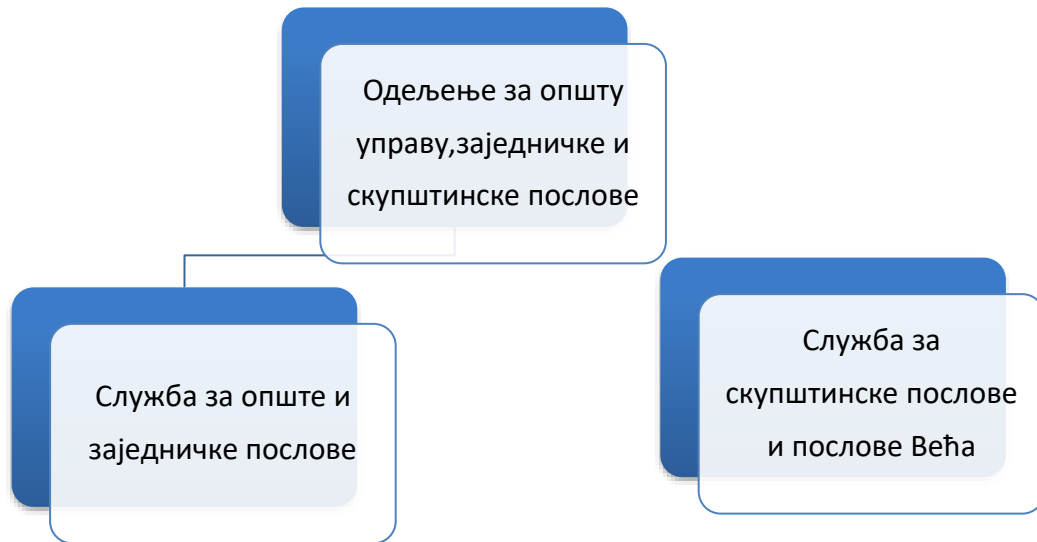 Одељење за општу
управу,заједничке и
скупштинске послове
Служба за опште и
заједничке послове
Служба за
скупштинске послове
и послове Већа